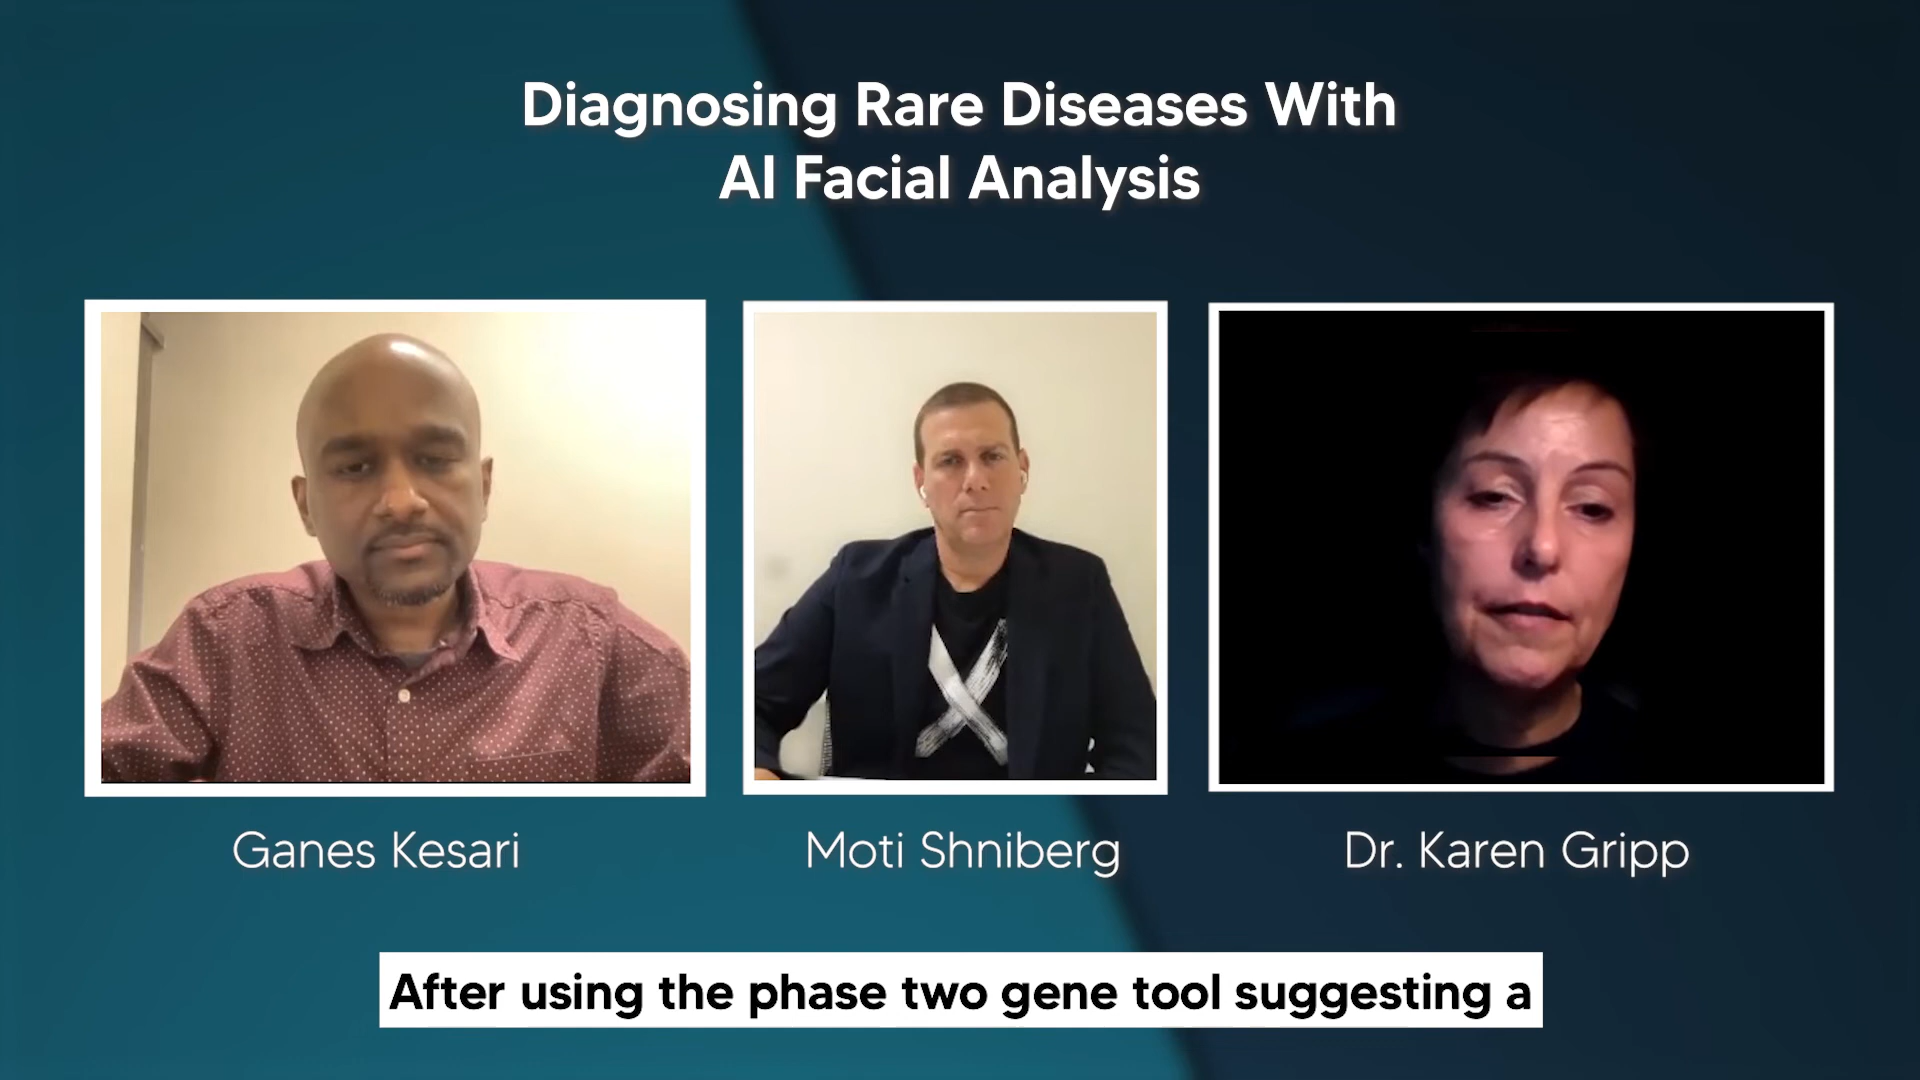 Diagnosing Rare Diseases With
AI Facial Analysis
Ganes Kesari
Moti Shniberg
Dr. Karen Gripp
After using the phase two gene tool suggesting a